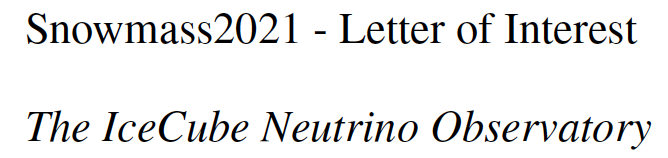 Snowmass2021 - Letter of Interest
The IceCube Neutrino Observatory